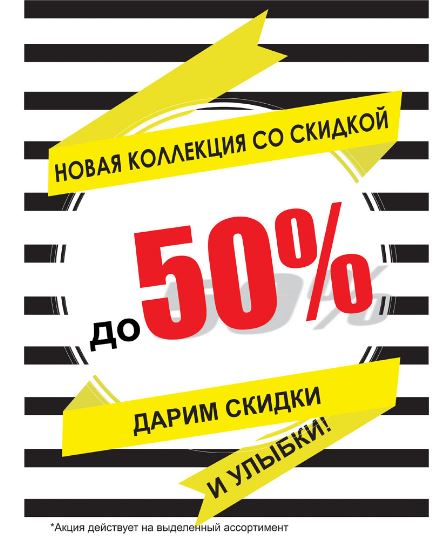 НОВАЯ КОЛЛЕКЦИЯ СО СКИДКОЙ
до 50%
ДАРИМ СКИДКИ
И УЛЫБКИ!
*Акция действует на выделенный ассортимент